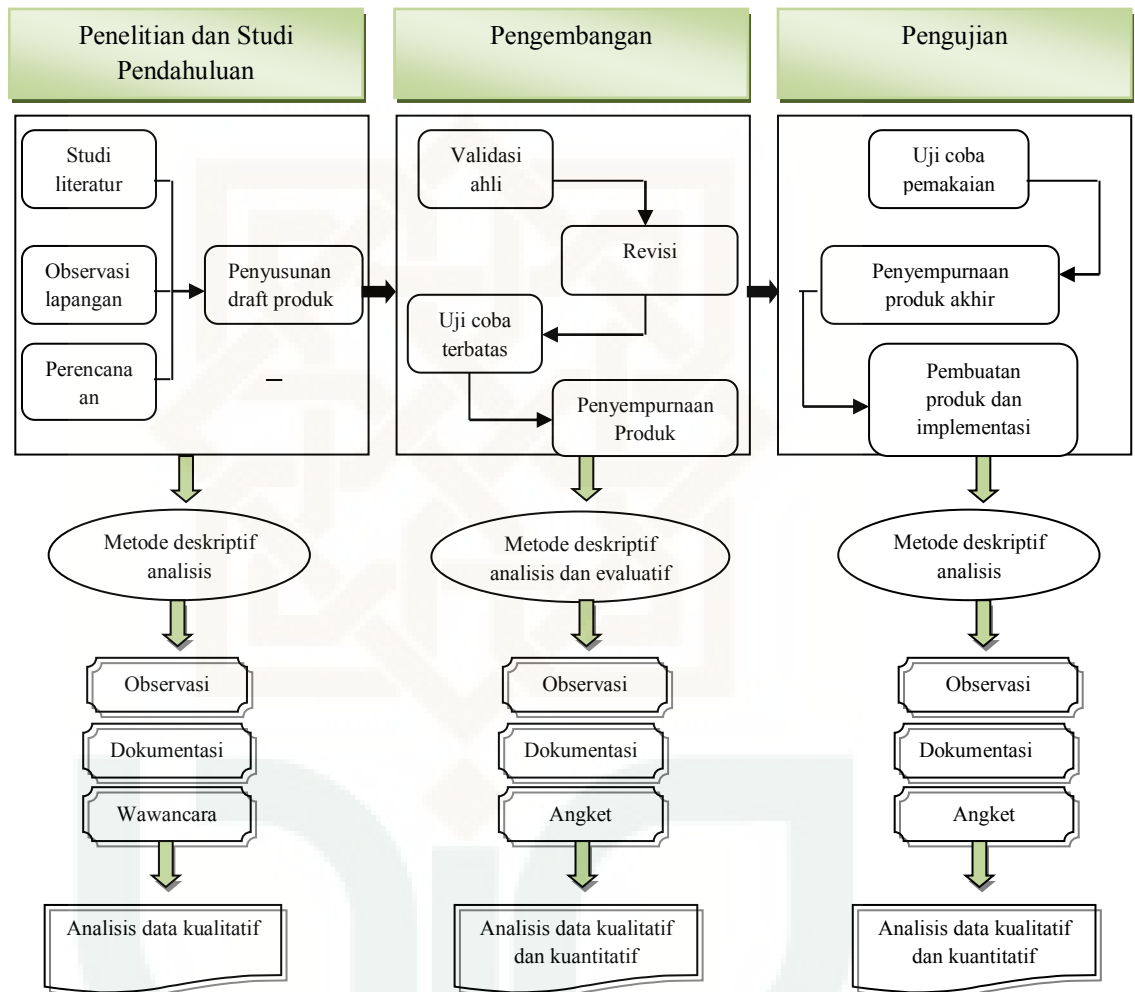 Penelitian dan Studi
Pendahuluan
Pengembangan
Pengujian
Studi
literatur
Observasi
lapangan
Perencana
an
Penyusunan
draft produk
Validasi
ahli
Revisi
Uji coba
terbatas
Penyempurnaan
Produk
Uji coba
pemakaian
Penyempurnaan
produk akhir
Pembuatan
produk dan
implementasi
Metode deskriptif
analisis
Metode deskriptif
analisis dan evaluatif
Metode deskriptif
analisis
Observasi
Dokumentasi
Wawancara
Observasi
Dokumentasi
Angket
Observasi
Dokumentasi
Angket
Analisis data kualitatif
Analisis data kualitatif
dan kuantitatif
Analisis data kualitatif
dan kuantitatif